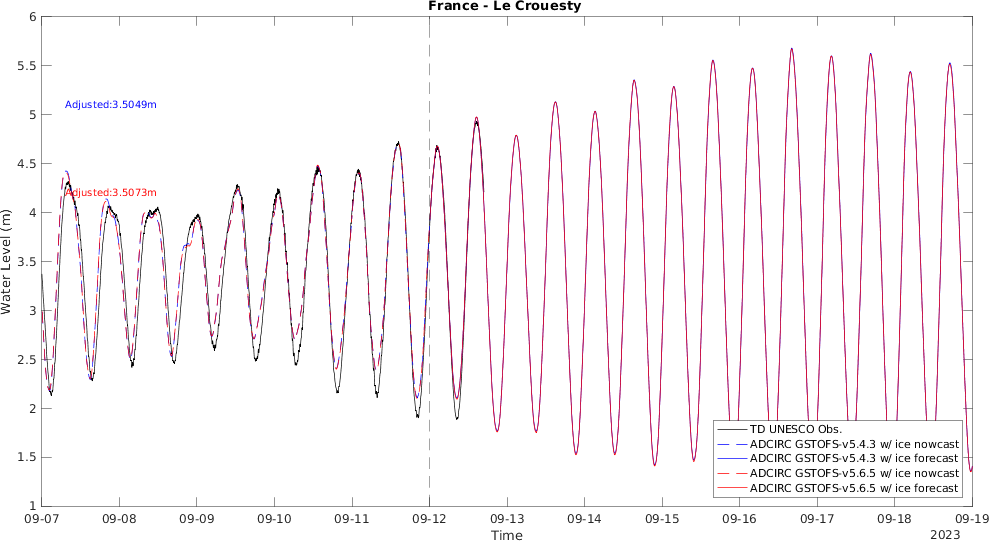 France - Le Crouesty
6
5.5
5
4.5
4
3.5
3
2.5
2
1.5
1
Water Level (m)
Adjusted:3.5049m
Adjusted:3.5073m
TD UNESCO Obs.
ADCIRC GSTOFS-v5.4.3 w/ ice nowcast
ADCIRC GSTOFS-v5.4.3 w/ ice forecast
ADCIRC GSTOFS-v5.6.5 w/ ice nowcast
ADCIRC GSTOFS-v5.6.5 w/ ice forecast
09-07 09-08 09-09 09-10 09-11 09-12 09-13 09-14 09-15 09-16 09-17 09-18 09-19
Time
2023